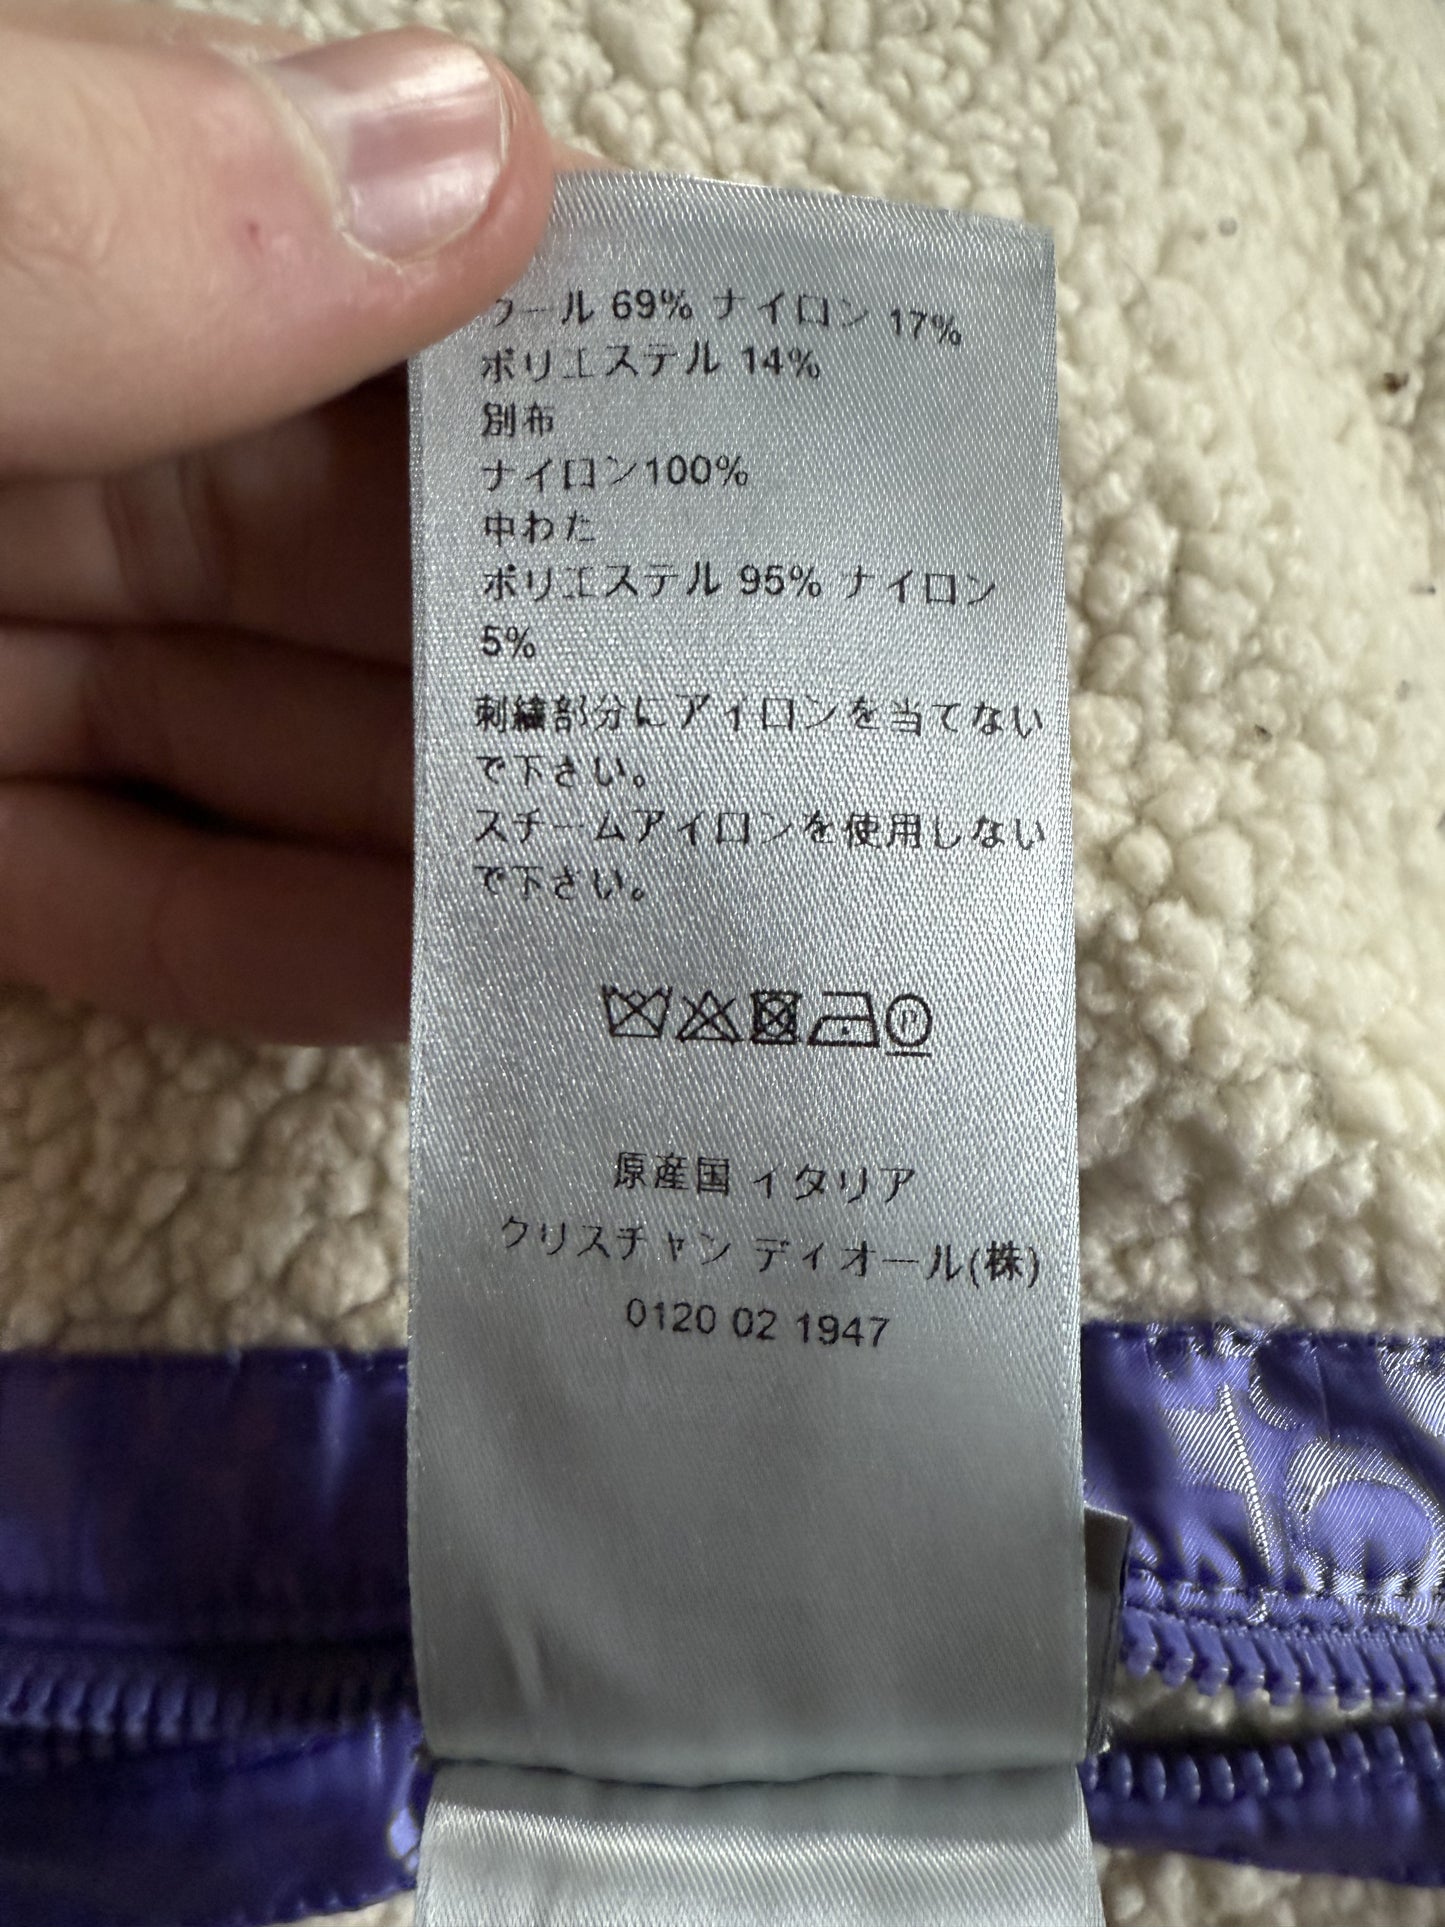 ウール 69% ナイロン 17%
ポリエステル 14%
別布
ナイロン100%
中わた
ポリエステル 95% ナイロン
5%
刺繍部分にアイロンを当てない
で下さい。
スチームアイロンを使用しない
で下さい。
P
原産国 イタリア
クリスチャン ディオール(株)
0120 02 1947